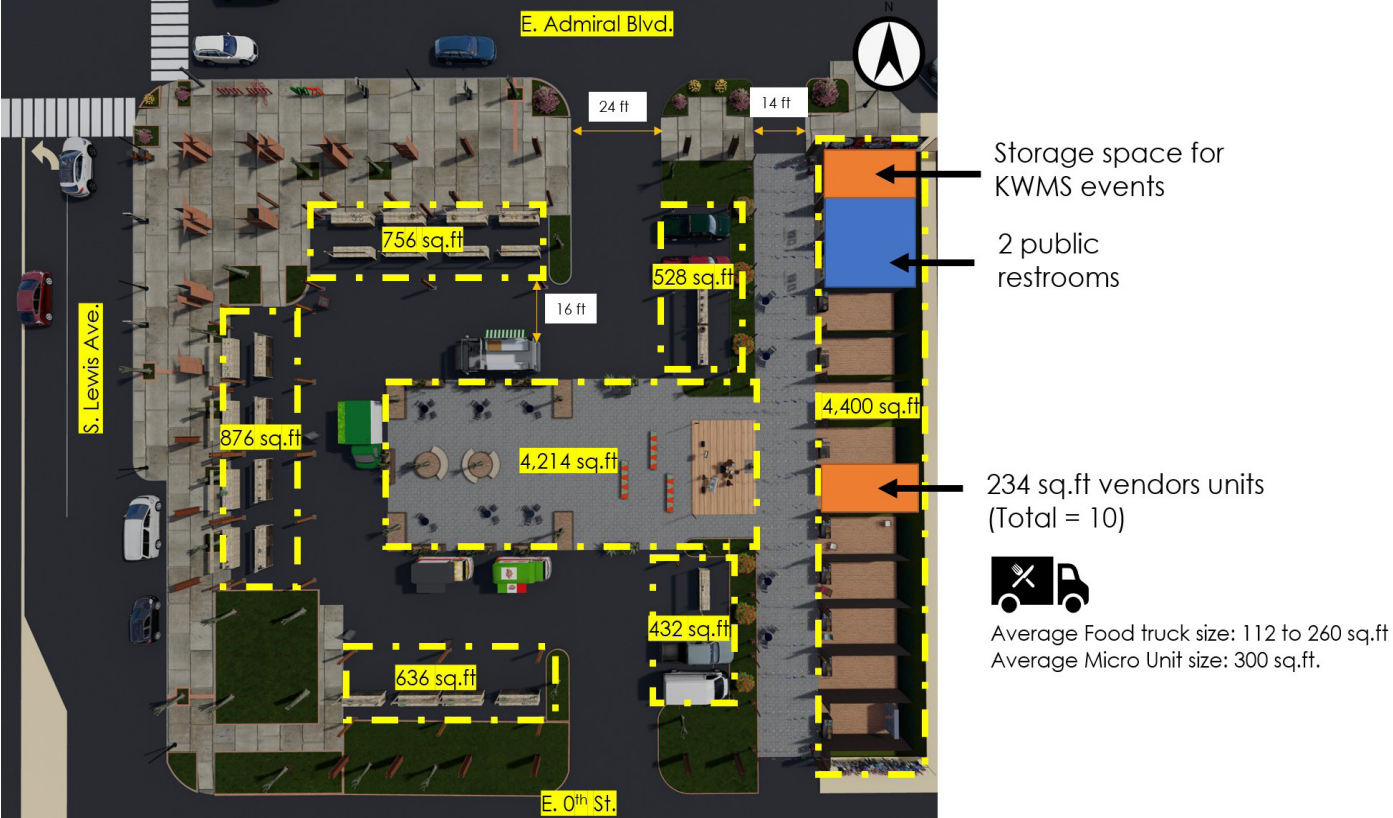 E. Admiral Blvd.
N
24 ft
14 ft
Storage space for
KWMS events
756 sq.ft
2 public
restrooms
528 sq.ft
16 ft
S. Lewis Ave.
4,400 sq.ft
876 sq.ft
4,214 sq.ft
234 sq.ft vendors units
(Total = 10)
432 sq.ft
Average Food truck size: 112 to 260 sq.ft
Average Micro Unit size: 300 sq.ft.
636 sq.ft
E. 0th St.